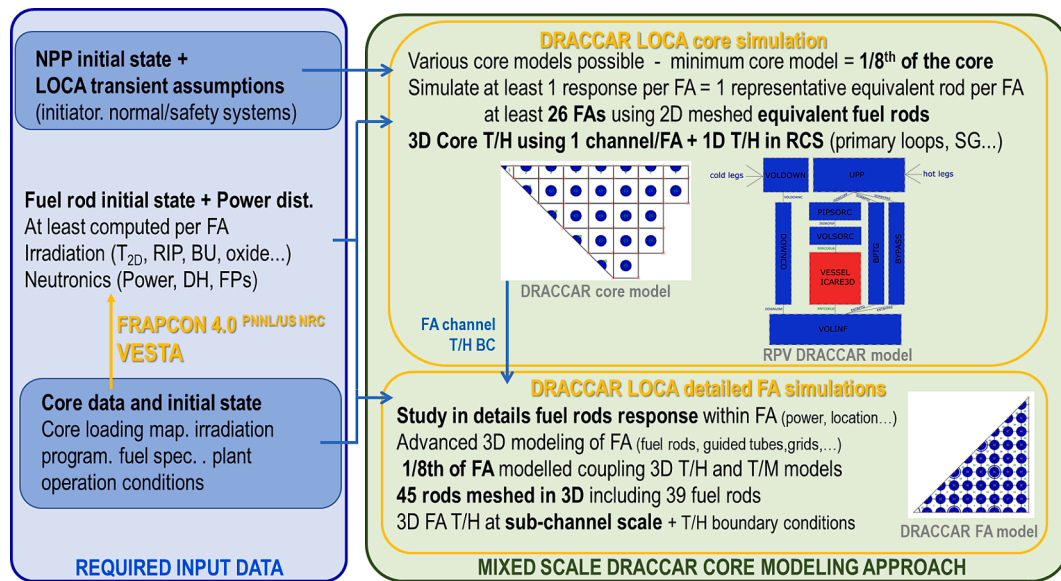 NPP initial state +
LOCA transient assumptions
(initiator. normal/safety systems)
Fuel rod initial state + Power dist.
At least computed per FA
Irradiation (T2D, RIP, BU, oxide...)
Neutronics (Power, DH, FPs)
FRAPCON 4.0 PNNL/US NRC
VESTA
Core data and initial state
Core loading map. irradiation
program. fuel spec. . plant
operation conditions
REQUIRED INPUT DATA
DRACCAR LOCA core simulation
Various core models possible - minimum core model = 1/8th of the core
Simulate at least 1 response per FA = 1 representative equivalent rod per FA
at least 26 FAs using 2D meshed equivalent fuel rods
3D Core T/H using 1 channel/FA + 1D T/H in RCS (primary loops, SG...)
DRACCAR core model
cold legs
VOLDOWN
UPP
hot legs
PIPSORC
VOLSORC
DOWNCO
VESSEL
ICARE3D
BPTG
BYPASS
VOLINF
RPV DRACCAR model
FA channel
T/H BC
DRACCAR LOCA detailed FA simulations
Study in details fuel rods response within FA (power, location...)
Advanced 3D modeling of FA (fuel rods, guided tubes,grids,...)
1/8th of FA modelled coupling 3D T/H and T/M models
45 rods meshed in 3D including 39 fuel rods
3D FA T/H at sub-channel scale + T/H boundary conditions
DRACCAR FA model
MIXED SCALE DRACCAR CORE MODELING APPROACH